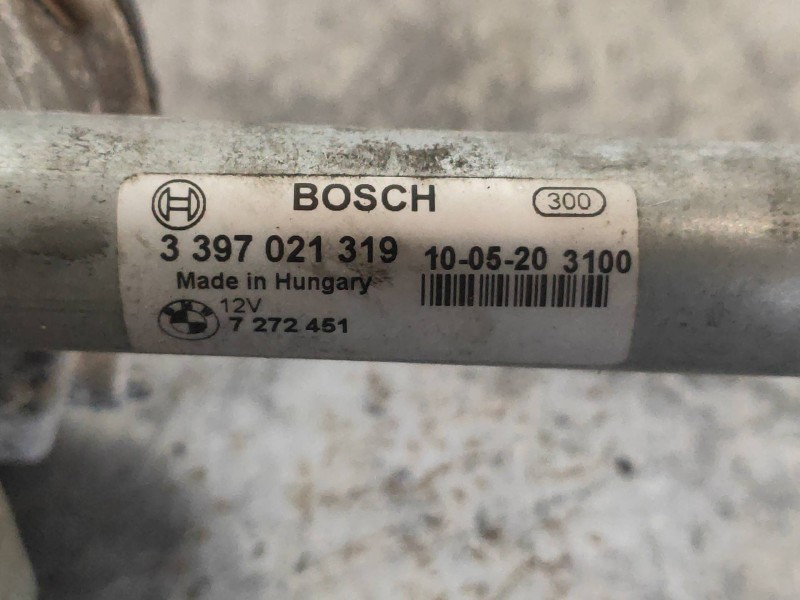 BOSCH 300
3 397 021 319 10-05-20 3100
Made in Hungary
12V
7 272 451